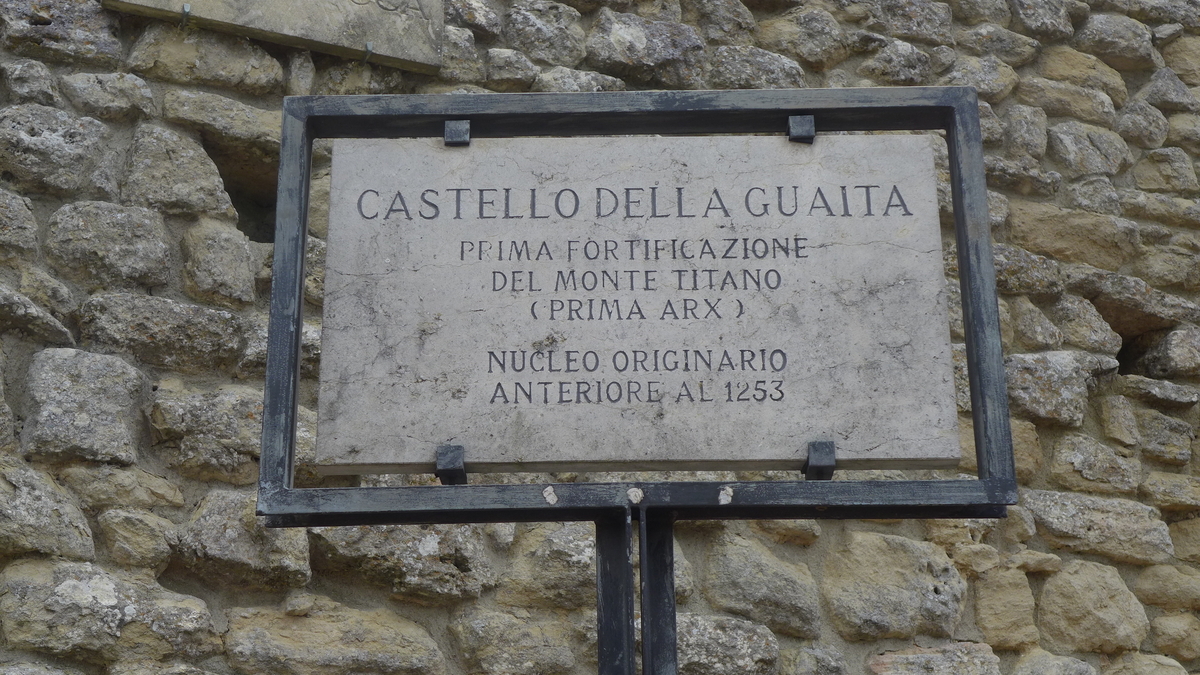 CASTELLO DELLA GUAITA
PRIMA FORTIFICAZIONE
DEL MONTE TITANO
( PRIMA ARX )
NUCLEO ORIGINARIO
ANTERIORE AL 1253